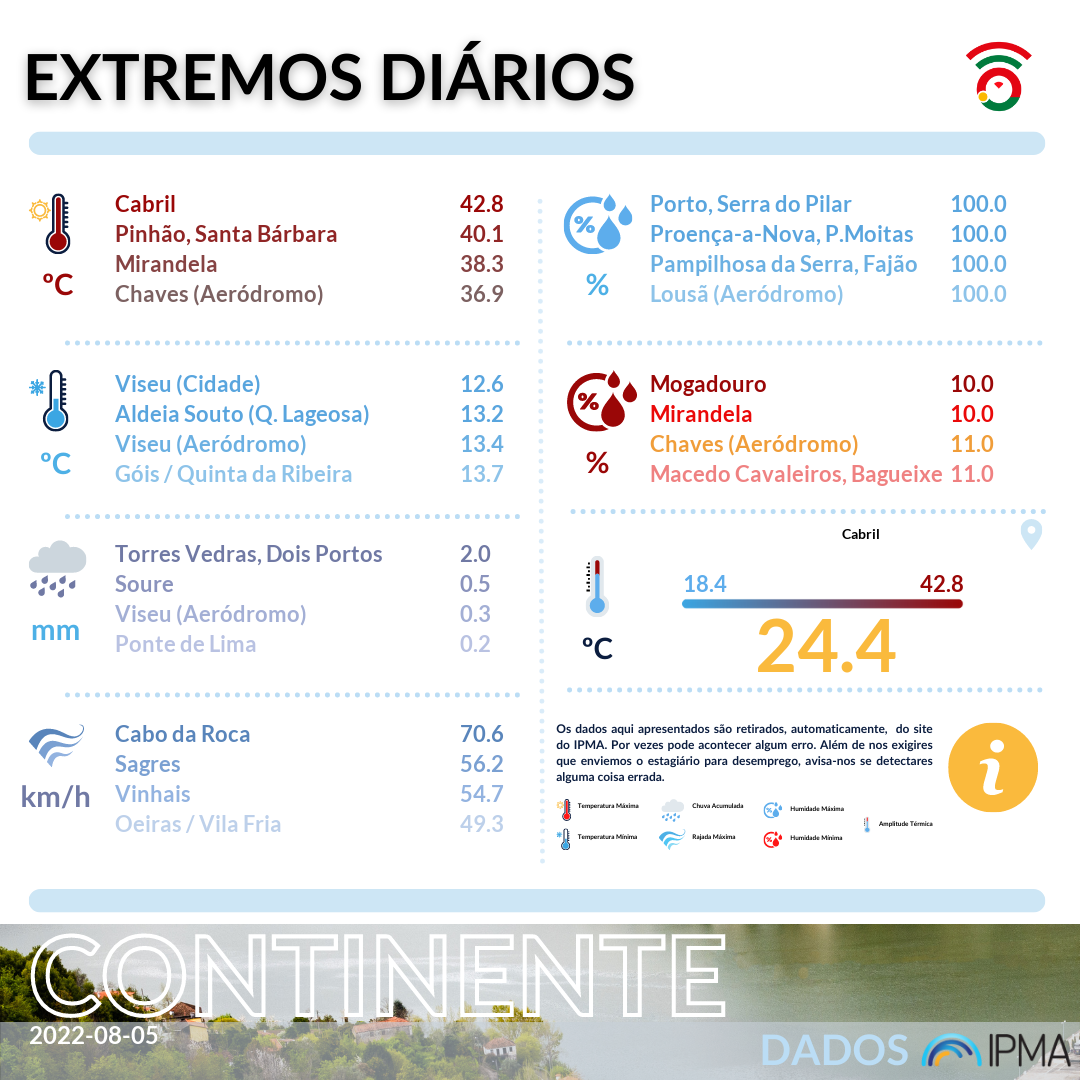 EXTREMOS DIÁRIOS
ºC
Cabril 42.8
Pinhão, Santa Bárbara 40.1
Mirandela 38.3
Chaves (Aeródromo) 36.9
ºC
Viseu (Cidade) 12.6
Aldeia Souto (Q. Lageosa) 13.2
Viseu (Aeródromo) 13.4
Góis / Quinta da Ribeira 13.7
mm
Torres Vedras, Dois Portos 2.0
Soure 0.5
Viseu (Aeródromo) 0.3
Ponte de Lima 0.2
km/h
Cabo da Roca 70.6
Sagres 56.2
Vinhais 54.7
Oeiras / Vila Fria 49.3
%
%
Porto, Serra do Pilar 100.0
Proença-a-Nova, P.Moitas 100.0
Pampilhosa da Serra, Fajão 100.0
Lousã (Aeródromo) 100.0
%
%
Mogadouro 10.0
Mirandela 10.0
Chaves (Aeródromo) 11.0
Macedo Cavaleiros, Bagueixe 11.0
Cabril
ºC
18.4 42.8
24.4
Os dados aqui apresentados são retirados, automaticamente, do site
do IPMA. Por vezes pode acontecer algum erro. Além de nos exigires
que enviemos o estagiário para desemprego, avisa-nos se detectares
alguma coisa errada.
i
Temperatura Máxima Chuva Acumulada Humidade Máxima
Amplitude Térmica
Temperatura Mínima Rajada Máxima Humidade Mínima
CONTINENTE
2022-08-05
DADOS IPMA